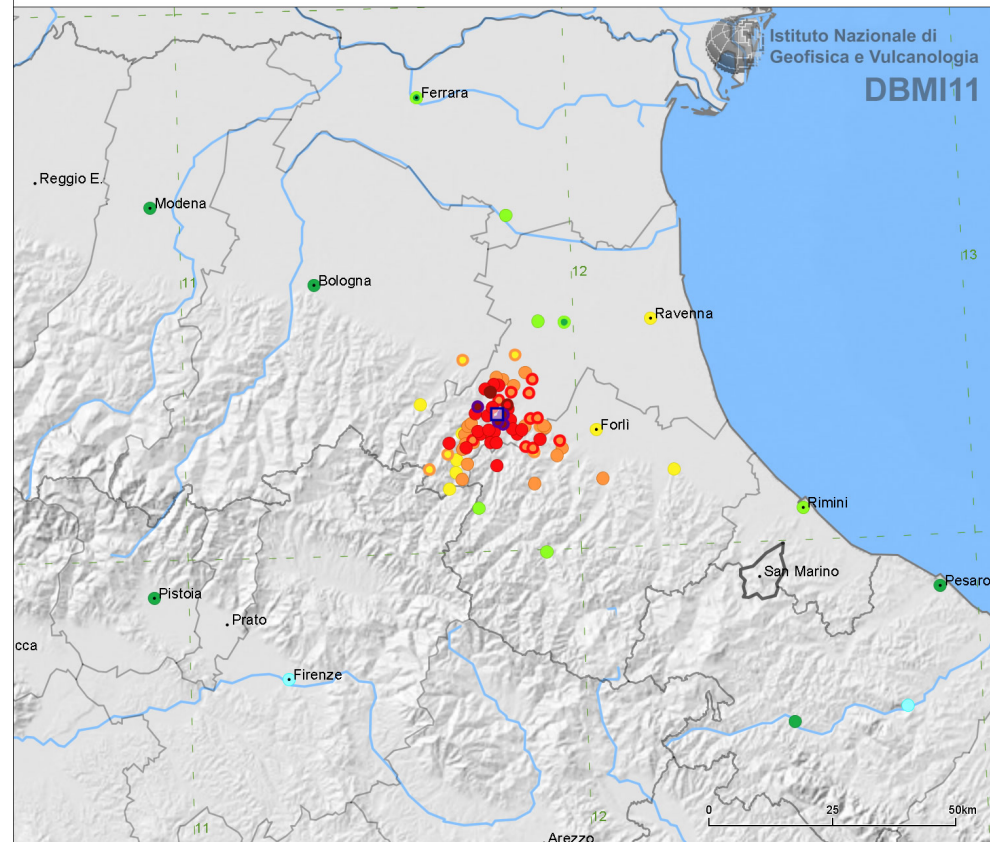 Istituto Nazionale di
Geofisica e Vulcanologia
DBMI11
Ferrara
Reggio E.
Modena
13
12
11
Bologna
Ravenna
Forlì
Rimini
San Marino
Pesaro
Pistoia
Prato
cca
Firenze
0 25 50km
11
12
Arezzo